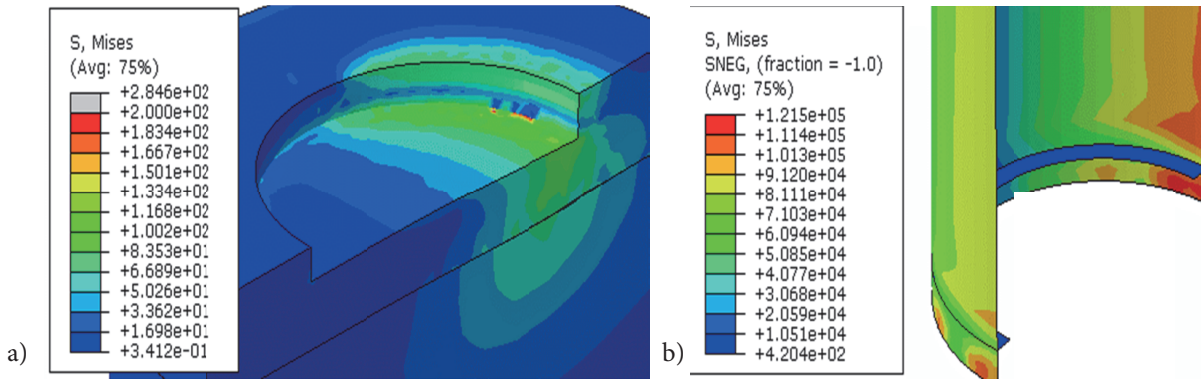 S, Mises
(Avg: 75%)
+2.846e+02
+2.000e+02
+1.834e+02
+1.667e+02
+1.501e+02
+1.334e+02
+1.168e+02
+1.002e+02
+8.353e+01
+6.689e+01
+5.026e+01
+3.362e+01
+1.698e+01
+3.412e-01
a)
S, Mises
SNEG, (fraction = -1.0)
(Avg: 75%)
+1.215e+05
+1.114e+05
+1.013e+05
+9.120e+04
+8.111e+04
+7.103e+04
+6.094e+04
+5.085e+04
+4.077e+04
+3.068e+04
+2.059e+04
+1.051e+04
+4.204e+02
b)